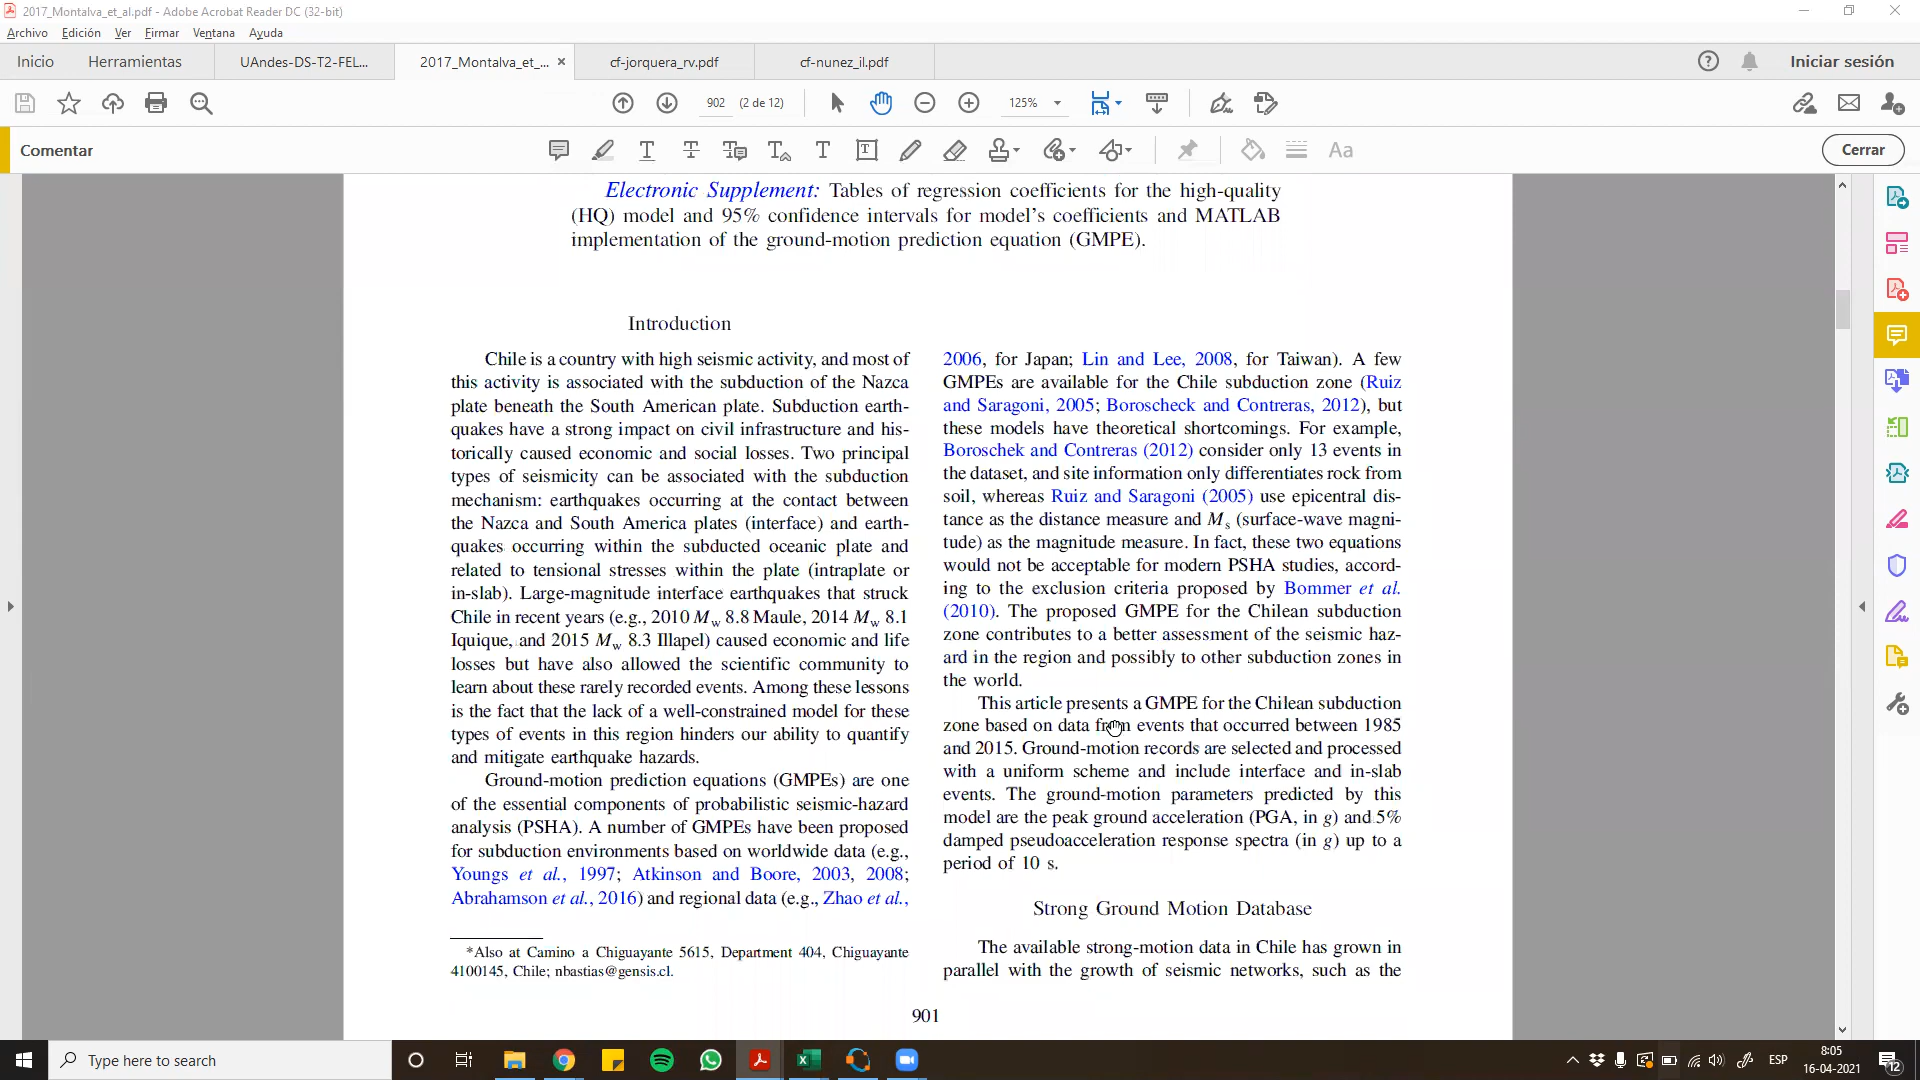 2017_Montalva_et_al.pdf - Adobe Acrobat Reader DC (32-bit)
Archivo Edición Ver Firmar Ventana Ayuda
Inicio Herramientas UAndes-DS-T2-FEL... 2017_Montalva_et_... × cf-jorquera_rv.pdf cf-nunez_il.pdf Iniciar sesión
902 (2 de 12) 125%
Comentar Cerrar
Electronic Supplement: Tables of regression coefficients for the high-quality
(HQ) model and 95% confidence intervals for model's coefficients and MATLAB
implementation of the ground-motion prediction equation (GMPE).
Introduction
Chile is a country with high seismic activity, and most of
this activity is associated with the subduction of the Nazca
plate beneath the South American plate. Subduction earth-
quakes have a strong impact on civil infrastructure and his-
torically caused economic and social losses. Two principal
types of seismicity can be associated with the subduction
mechanism: earthquakes occurring at the contact between
the Nazca and South America plates (interface) and earth-
quakes occurring within the subducted oceanic plate and
related to tensional stresses within the plate (intraplate or
in-slab). Large-magnitude interface earthquakes that struck
Chile in recent years (e.g., 2010 Mw 8.8 Maule, 2014 Mw 8.1
Iquique, and 2015 Mw 8.3 Illapel) caused economic and life
losses but have also allowed the scientific community to
learn about these rarely recorded events. Among these lessons
is the fact that the lack of a well-constrained model for these
types of events in this region hinders our ability to quantify
and mitigate earthquake hazards.
Ground-motion prediction equations (GMPEs) are one
of the essential components of probabilistic seismic-hazard
analysis (PSHA). A number of GMPEs have been proposed
for subduction environments based on worldwide data (e.g.,
Youngs et al., 1997; Atkinson and Boore, 2003, 2008;
Abrahamson et al., 2016) and regional data (e.g., Zhao et al.,
*Also at Camino a Chiguayante 5615, Department 404, Chiguayante
4100145, Chile; nbastias@gensis.cl.
2006, for Japan; Lin and Lee, 2008, for Taiwan). A few
GMPEs are available for the Chile subduction zone (Ruiz
and Saragoni, 2005; Boroscheck and Contreras, 2012), but
these models have theoretical shortcomings. For example,
Boroschek and Contreras (2012) consider only 13 events in
the dataset, and site information only differentiates rock from
soil, whereas Ruiz and Saragoni (2005) use epicentral dis-
tance as the distance measure and Ms (surface-wave magni-
tude) as the magnitude measure. In fact, these two equations
would not be acceptable for modern PSHA studies, accord-
ing to the exclusion criteria proposed by Bommer et al.
(2010). The proposed GMPE for the Chilean subduction
zone contributes to a better assessment of the seismic haz-
ard in the region and possibly to other subduction zones in
the world.
This article presents a GMPE for the Chilean subduction
zone based on data from events that occurred between 1985
and 2015. Ground-motion records are selected and processed
with a uniform scheme and include interface and in-slab
events. The ground-motion parameters predicted by this
model are the peak ground acceleration (PGA, in g) and 5%
damped pseudoacceleration response spectra (in g) up to a
period of 10 s.
Strong Ground Motion Database
The available strong-motion data in Chile has grown in
parallel with the growth of seismic networks, such as the
901
Type here to search
ESP
8:05
16-04-2021
12